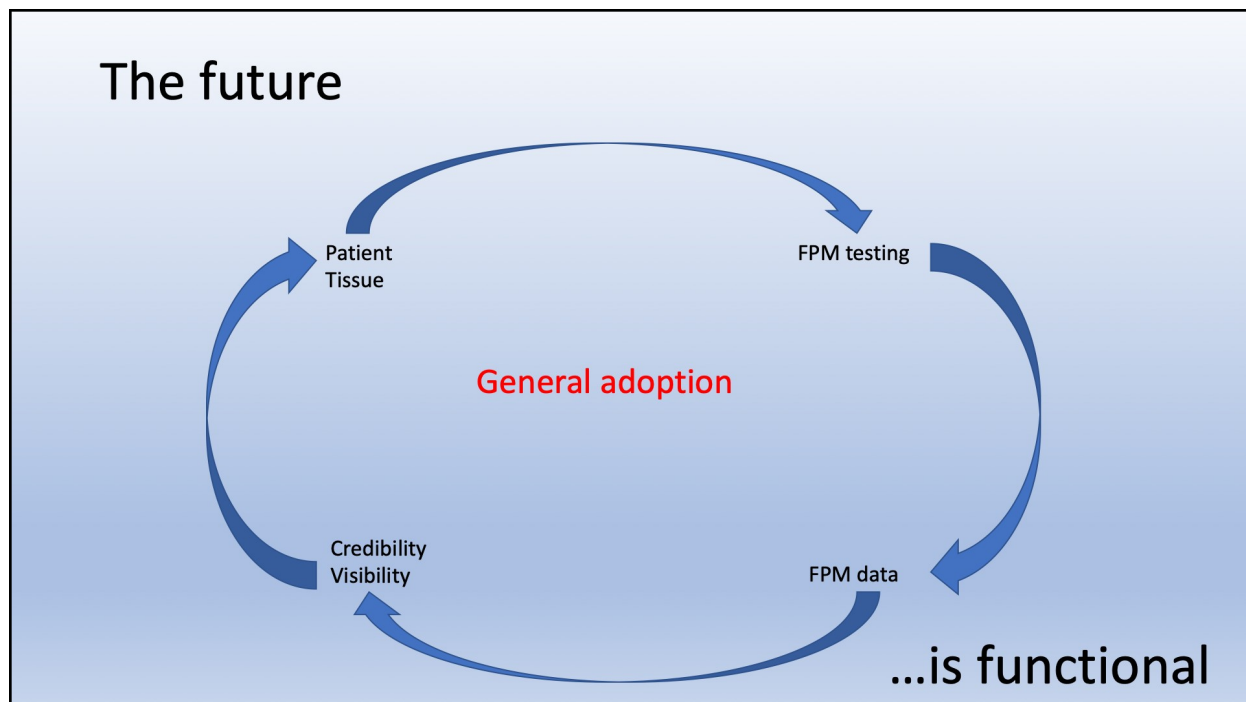 The future
Patient
Tissue
FPM testing
General adoption
Credibility
Visibility
FPM data
...is functional